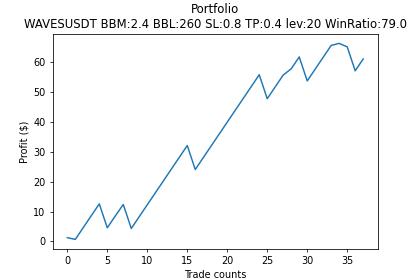 Portfolio
WAVESUSDT BBM:2.4 BBL:260 SL:0.8 TP:0.4 lev:20 WinRatio:79.0
60
50
40
30
20
10
0
Profit ($)
0 5 10 15 20 25 30 35
Trade counts